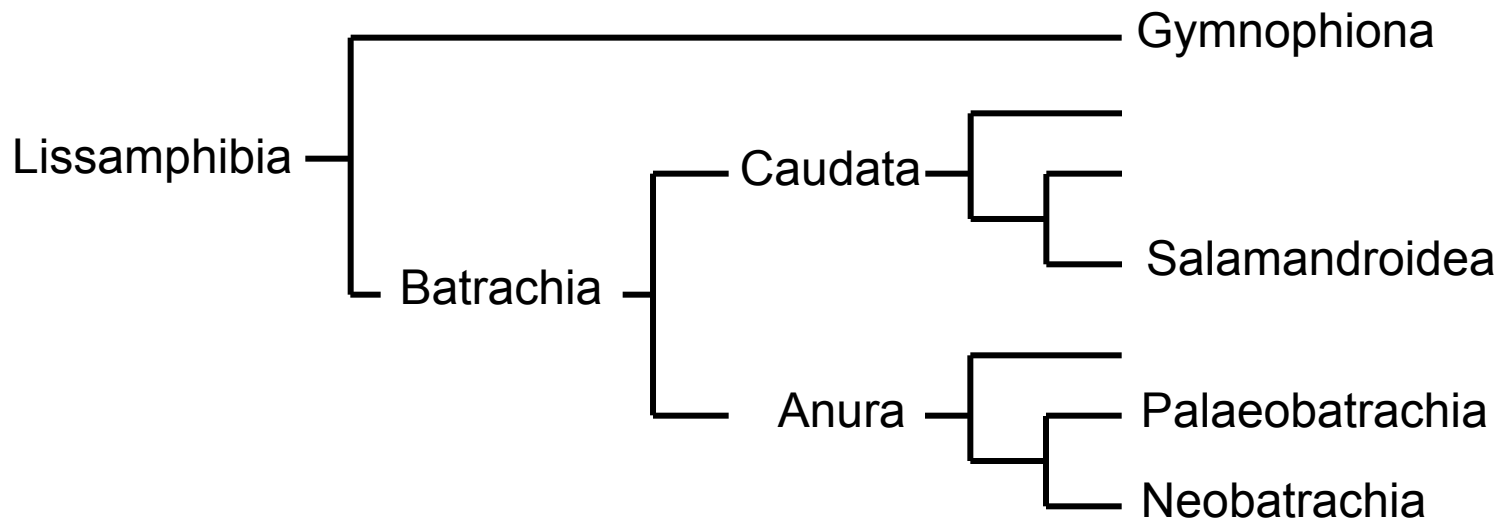 Gymnophiona
Lissamphibia
Caudata
Salamandroidea
Batrachia
Anura
Palaeobatrachia
Neobatrachia